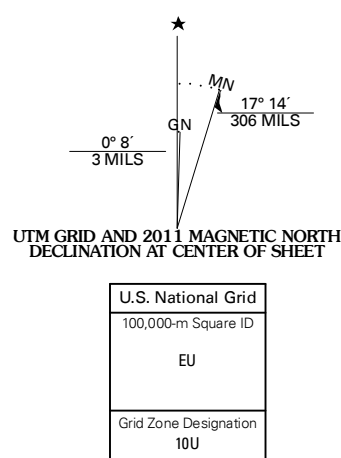 MN
17° 14´
306 MILS
GN
0° 8´
3 MILS
UTM GRID AND 2011 MAGNETIC NORTH
DECLINATION AT CENTER OF SHEET
U.S. National Grid
100,000-m Square ID
EU
Grid Zone Designation
10U